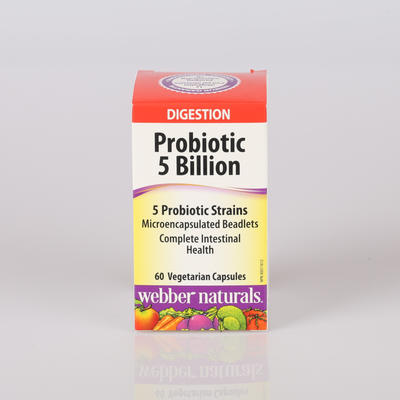 DIGESTION
Probiotic
5 Billion
5 Probiotic Strains
Microencapsulated Beadlets
Complete Intestinal
Health
60 Vegetarian Capsules
webber naturals.